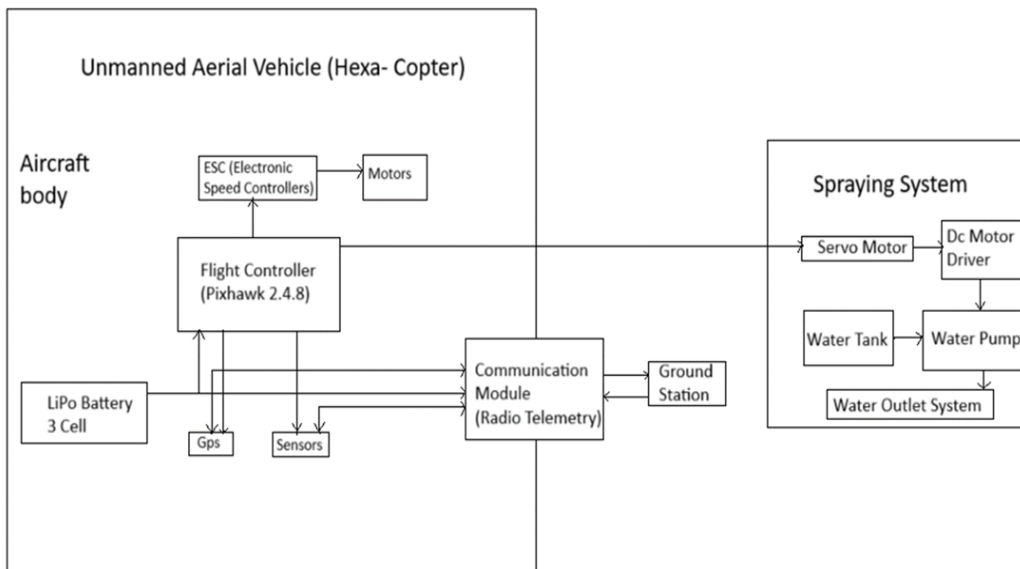 Unmanned Aerial Vehicle (Hexa- Copter)
Aircraft
body
ESC (Electronic
Speed Controllers)
Motors
Flight Controller
(Pixhawk 2.4.8)
LiPo Battery
3 Cell
Gps
Sensors
Communication
Module
(Radio Telemetry)
Ground
Station
Spraying System
Servo Motor
Dc Motor
Driver
Water Tank
Water Pump
Water Outlet System